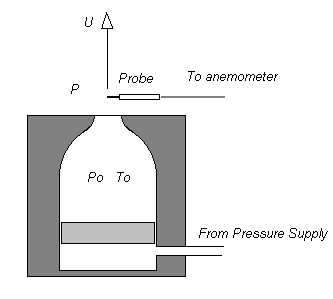 U
P
Probe
To anemometer
Po To
From Pressure Supply